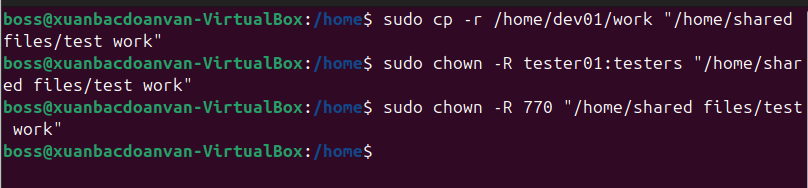 boss@xuanbacdoanvan-VirtualBox:/home$ sudo cp -r /home/dev01/work "/home/shared
files/test work"
boss@xuanbacdoanvan-VirtualBox:/home$ sudo chown -R tester01:testers "/home/shar
ed files/test work"
boss@xuanbacdoanvan-VirtualBox:/home$ sudo chown -R 770 "/home/shared files/test
 work"
boss@xuanbacdoanvan-VirtualBox:/home$